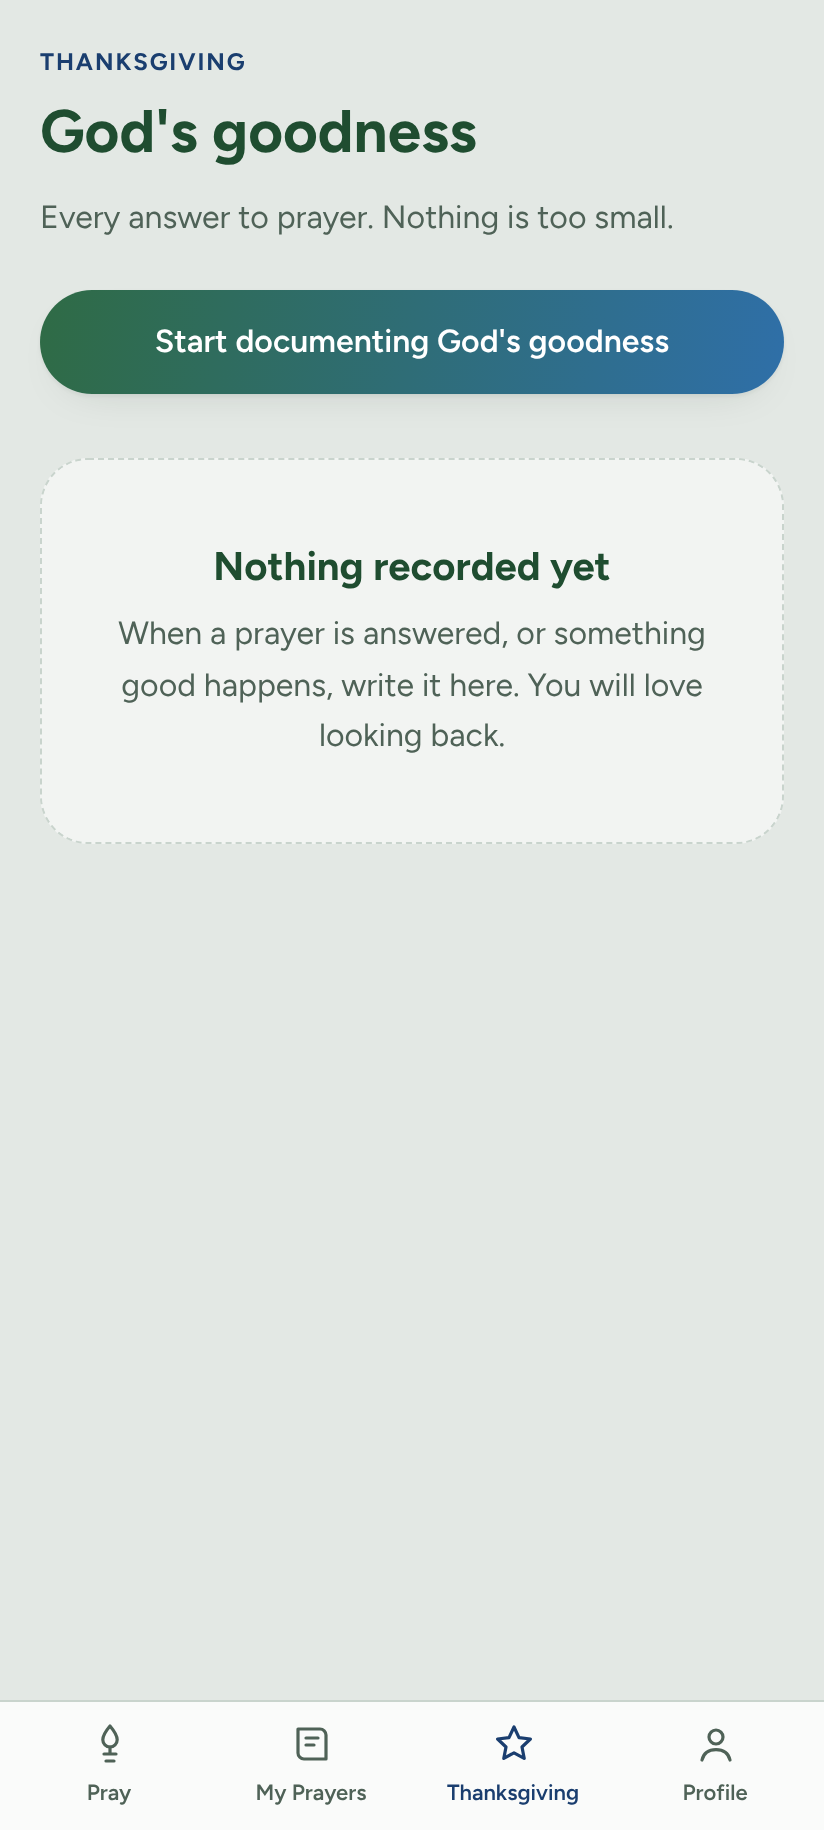 THANKSGIVING
God's goodness
Every answer to prayer. Nothing is too small.
Start documenting God's goodness
Nothing recorded yet
When a prayer is answered, or something
good happens, write it here. You will love
looking back.
Pray
My Prayers
Thanksgiving
Profile